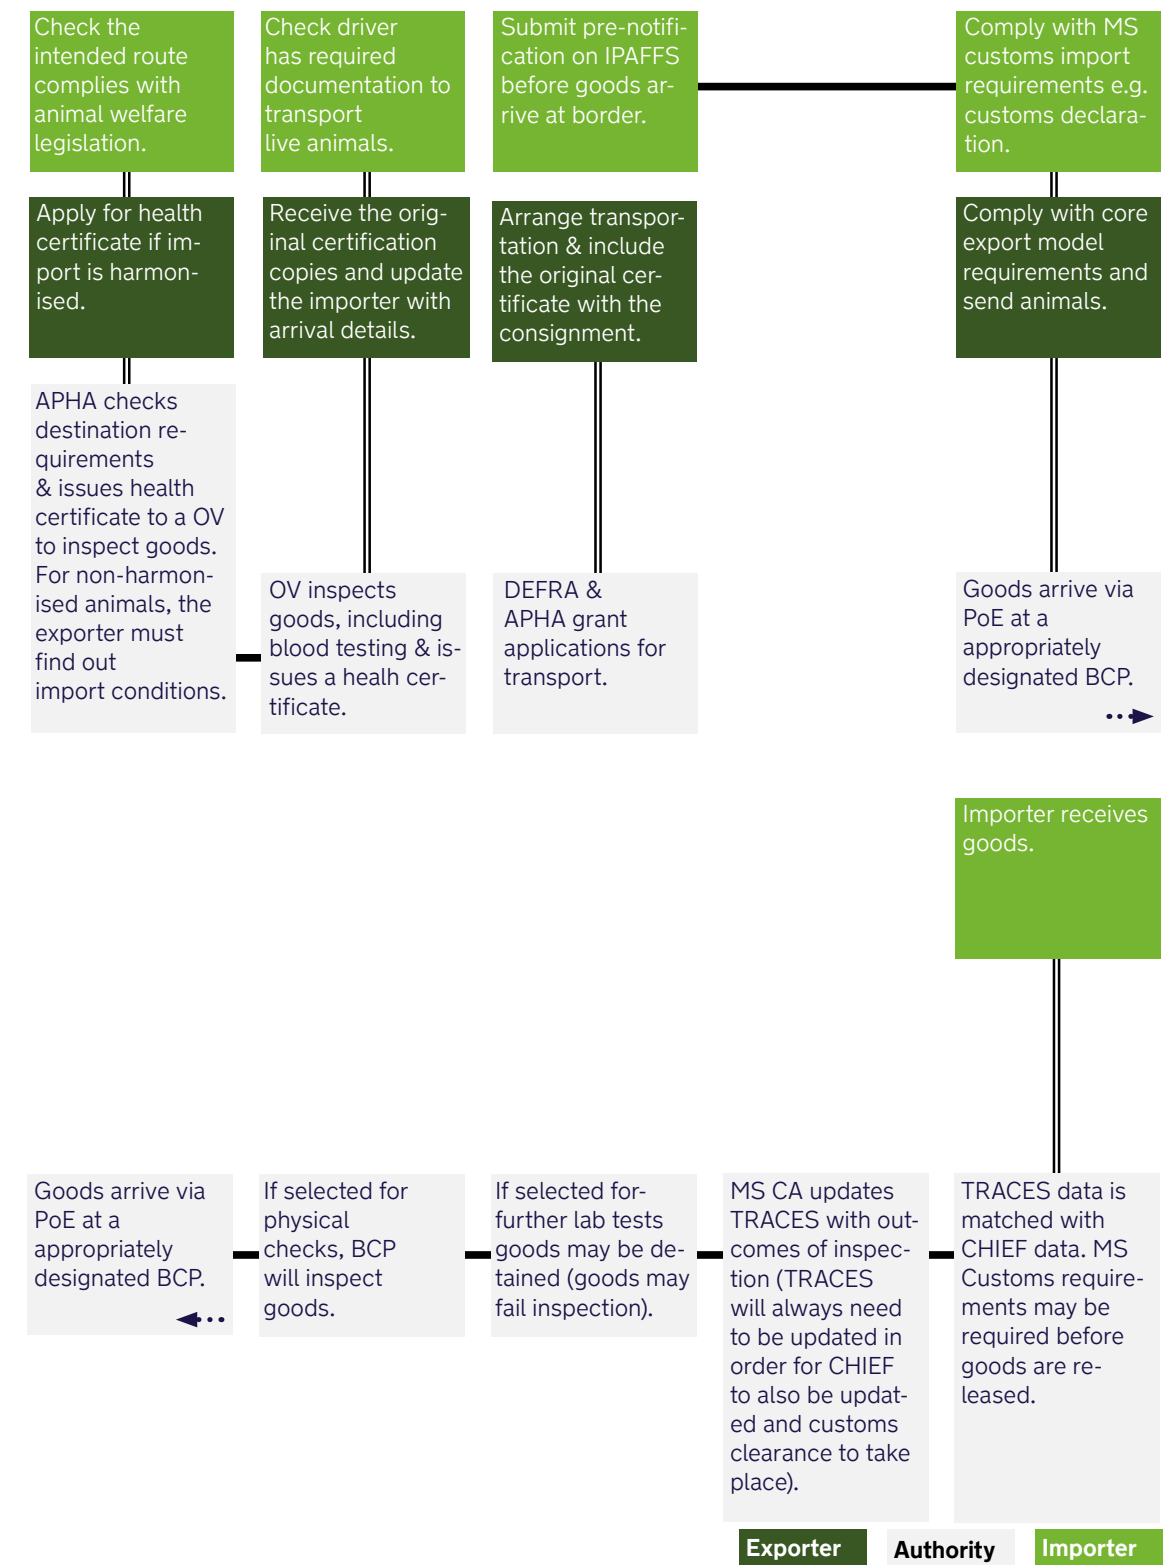 Check the
intended route
complies with
animal welfare
legislation.
Check driver
has required
documentation to
transport
live animals.
Submit pre-notifi-
cation on IPAFFS
before goods ar-
rive at border.
Comply with MS
customs import
requirements e.g.
customs declara-
tion.
Apply for health
certificate if im-
port is harmon-
ised.
Receive the orig-
inal certification
copies and update
the importer with
arrival details.
Arrange transpor-
tation & include
the original cer-
tificate with the
consignment.
Comply with core
export model
requirements and
send animals.
APHA checks
destination re-
quirements
& issues health
certificate to a OV
to inspect goods.
For non-harmon-
ised animals, the
exporter must
find out
import conditions.
OV inspects
goods, including
blood testing & is-
sues a healh cer-
tificate.
DEFRA &
APHA grant
applications for
transport.
Goods arrive via
PoE at a
appropriately
designated BCP.
Importer receives
goods.
Goods arrive via
PoE at a
appropriately
designated BCP.
If selected for
physical
checks, BCP
will inspect
goods.
If selected for-
further lab tests
goods may be de-
tained (goods may
fail inspection).
MS CA updates
TRACES with out-
comes of inspec-
tion (TRACES
will always need
to be updated in
order for CHIEF
to also be updat-
ed and customs
clearance to take
place).
TRACES data is
matched with
CHIEF data. MS
Customs require-
ments may be
required before
goods are re-
leased.
Exporter
Authority
Importer